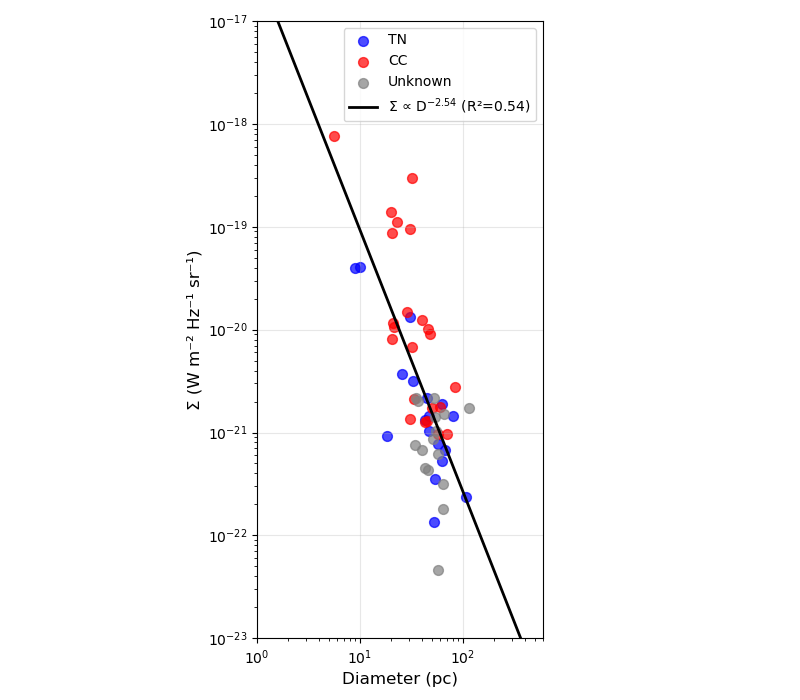 TN
CC
Unknown
Σ ∝ D⁻²·⁵⁴ (R²=0.54)
10⁻¹⁷
10⁻¹⁸
10⁻¹⁹
10⁻²⁰
10⁻²¹
10⁻²²
10⁻²³
Σ (W m⁻² Hz⁻¹ sr⁻¹)
10⁰
10¹
10²
Diameter (pc)